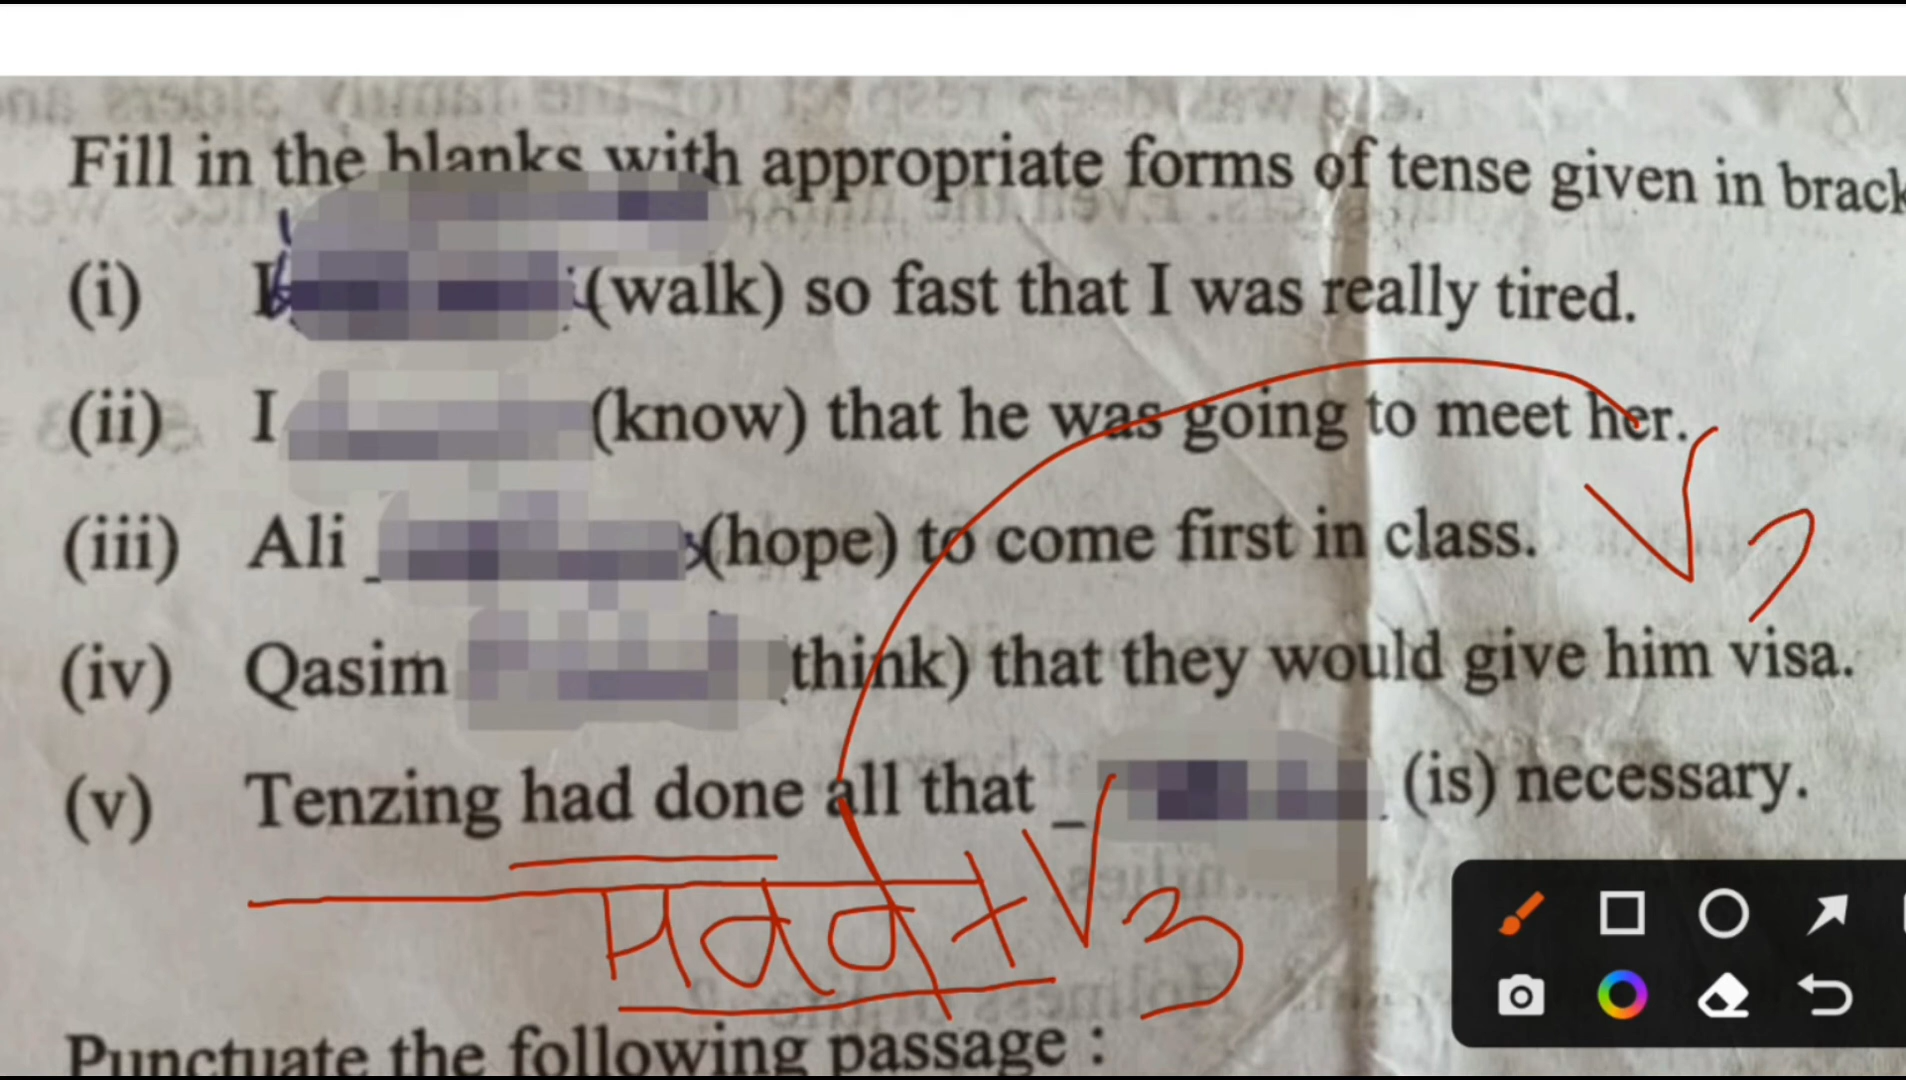 Fill in the blanks with appropriate forms of tense given in brack
(i) I (walk) so fast that I was really tired.
(ii) I (know) that he was going to meet her.
V2
(iii) Ali _ (hope) to come first in class.
(iv) Qasim think) that they would give him visa.
(v) Tenzing had done all that _ (is) necessary.
Had + V3
Punctuate the following passage :